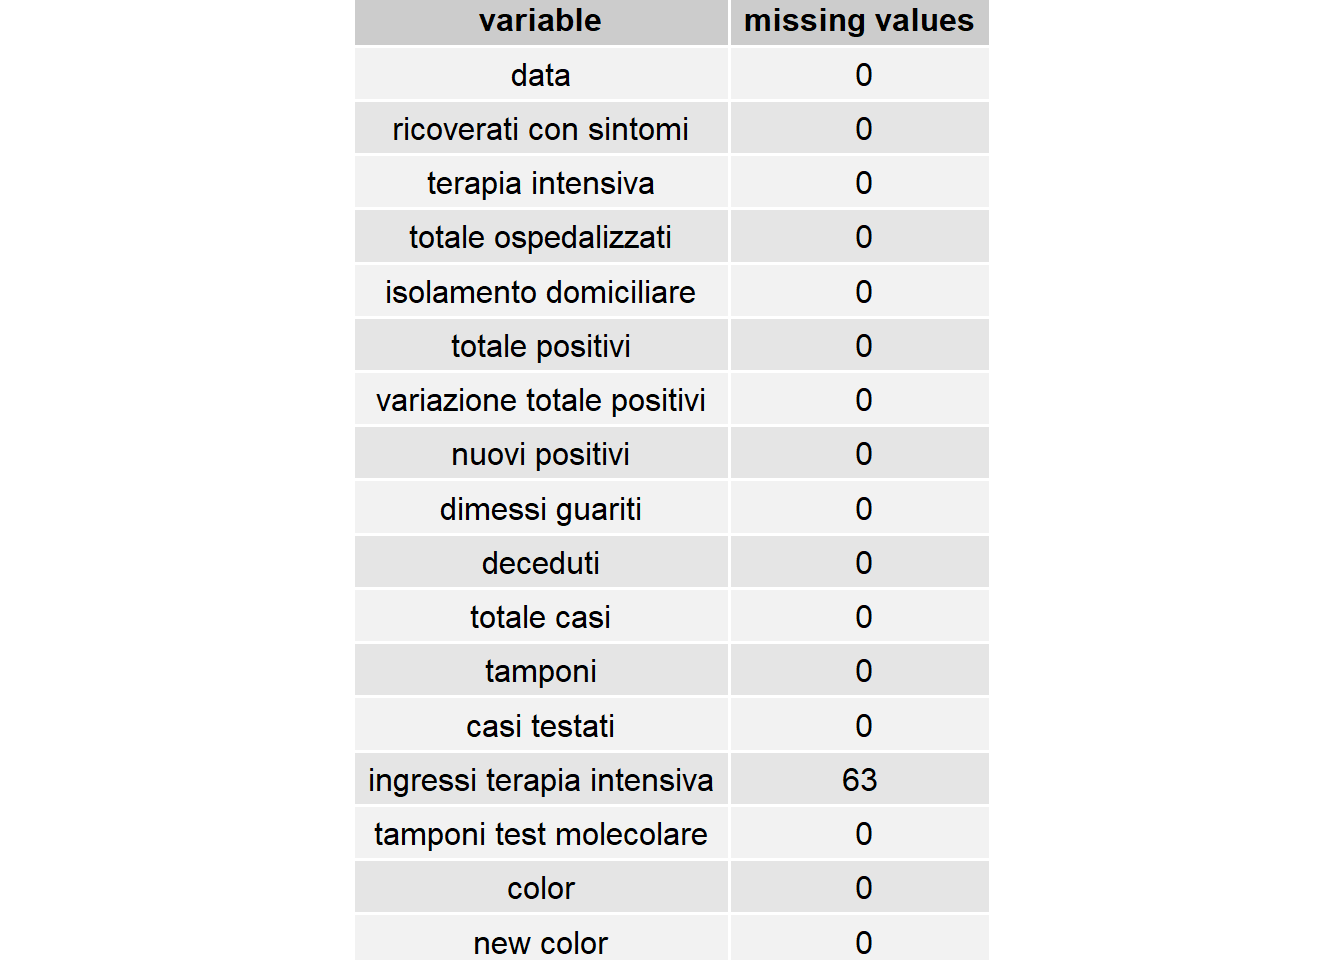 variable missing values
data 0
ricoverati con sintomi 0
terapia intensiva 0
totale ospedalizzati 0
isolamento domiciliare 0
totale positivi 0
variazione totale positivi 0
nuovi positivi 0
dimessi guariti 0
deceduti 0
totale casi 0
tamponi 0
casi testati 0
ingressi terapia intensiva 63
tamponi test molecolare 0
color 0
new color 0